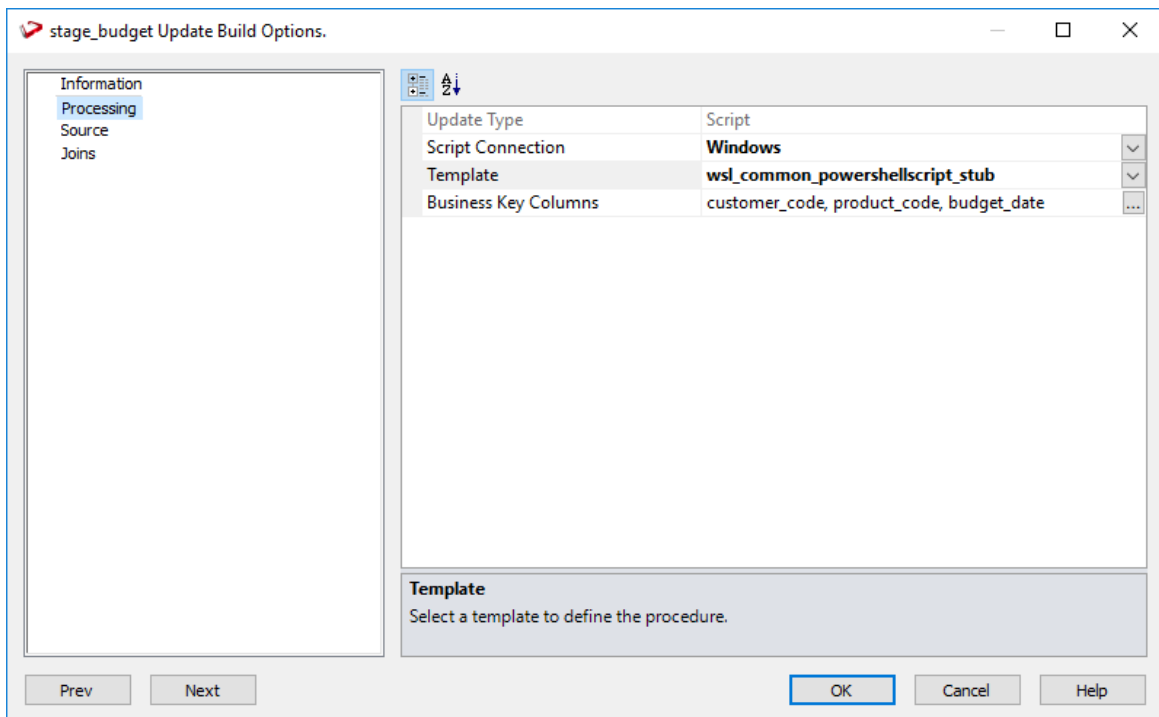 stage_budget Update Build Options.
Information
Processing
Source
Joins
A
Z
Update Type Script
Script Connection Windows
Template wsl_common_powershellscript_stub
Business Key Columns customer_code, product_code, budget_date ...
Template
Select a template to define the procedure.
Prev Next OK Cancel Help